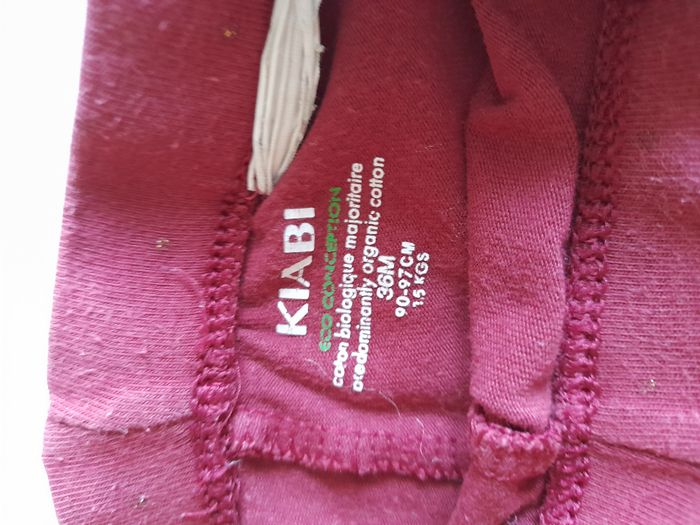 KIABI
ECO CONCEPTION
coton biologique majoritaire
predominantly organic cotton
36M
90-97CM
15 KGS